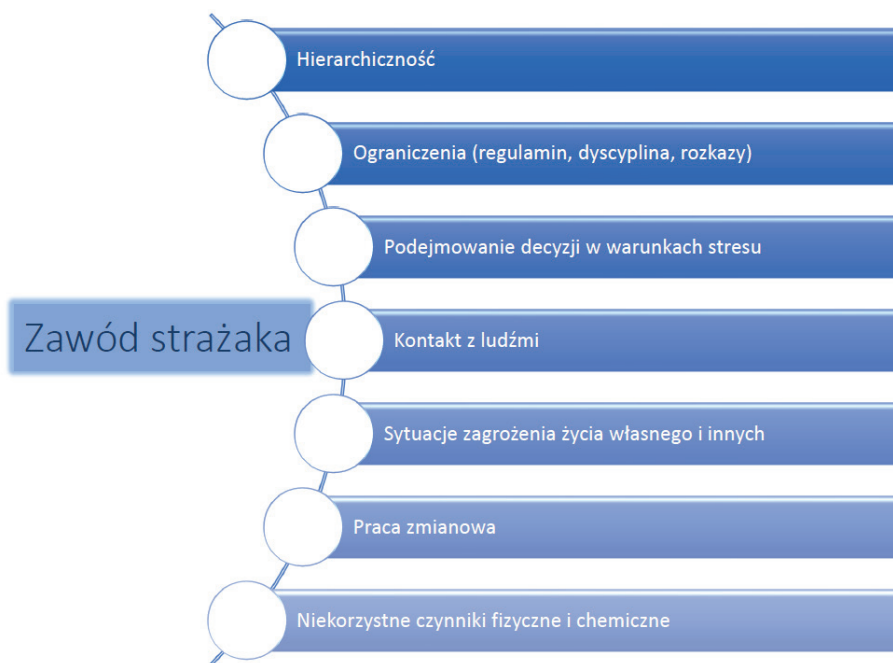 Hierarchiczność
Ograniczenia (regulamin, dyscyplina, rozkazy)
Podejmowanie decyzji w warunkach stresu
Zawód strażaka
Kontakt z ludźmi
Sytuacje zagrożenia życia własnego i innych
Praca zmianowa
Niekorzystne czynniki fizyczne i chemiczne